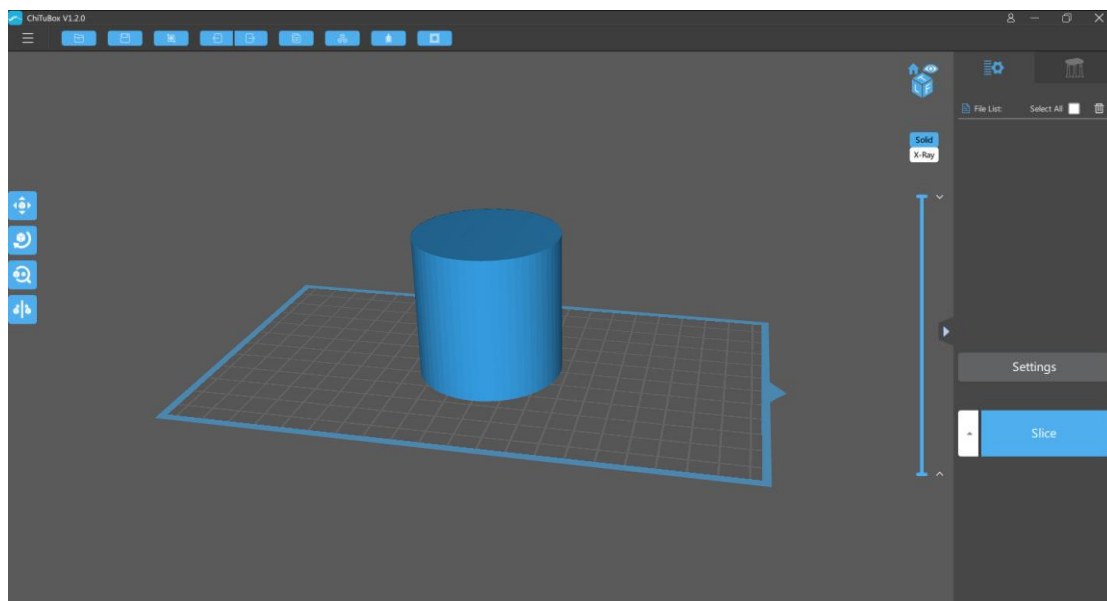 ChiTuBox V1.2.0
File List:
Select All
Solid
X-Ray
Settings
Slice